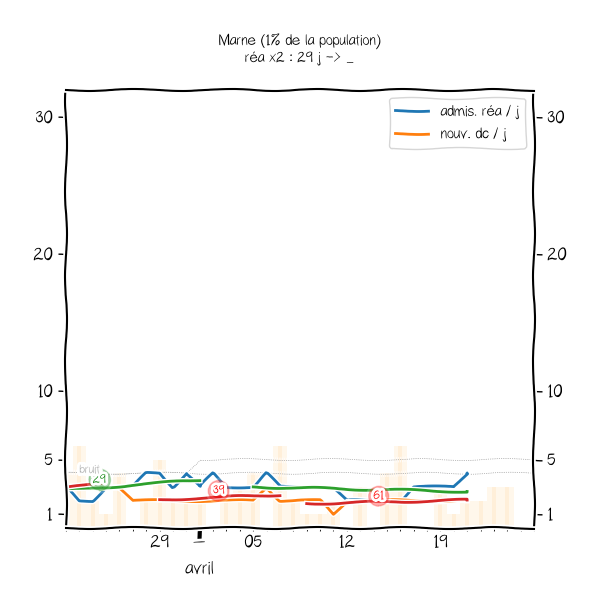 Marne (1% de la population)
réa x2 : 29 j -> _
admis. réa / j
nouv. dc / j
30 30
20 20
10 10
5 5
1 1
bruit
29
39
61
29 1 05 12 19
avril